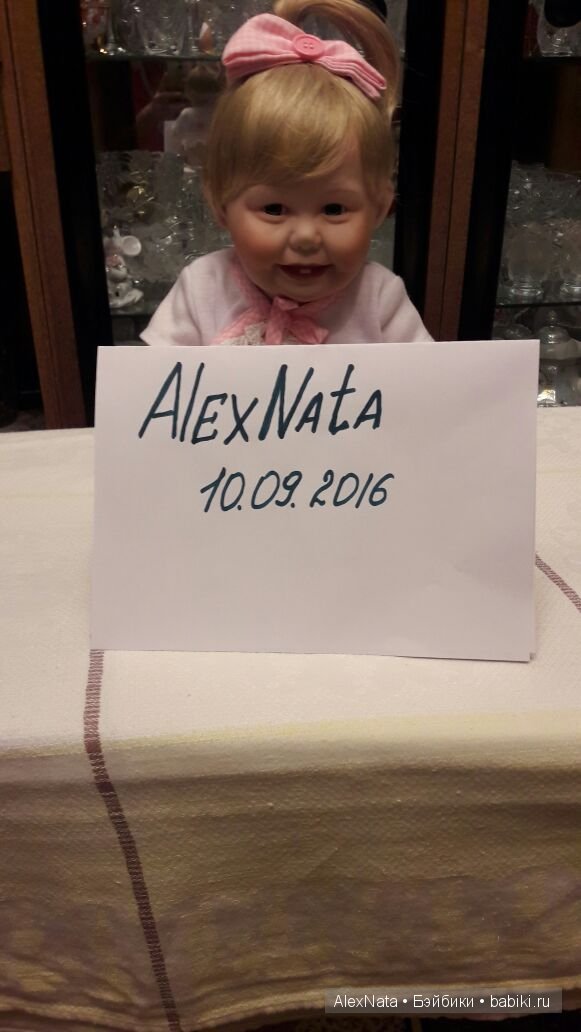 AlexNata
10.09.2016
AlexNata • Бэйбики • babiki.ru